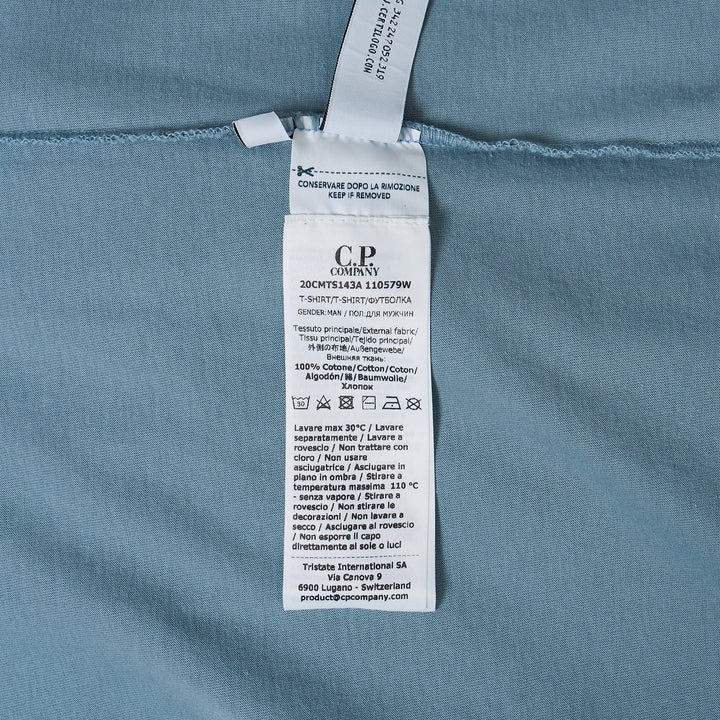 342247052319
.CERTILOGO.COM
CONSERVARE DOPO LA RIMOZIONE
KEEP IF REMOVED
C.P.
COMPANY
20CMTS143A 110579W
T-SHIRT/T-SHIRT/ФУТБОЛКА
GENDER: MAN / ПОЛ: ДЛЯ МУЖЧИН
Tessuto principale/External fabric/
Tissu principal/Tejido principal/
外側の布地/Außengewebe/
Внешняя ткань:
100% Cotone/Cotton/Coton/
Algodón/綿/Baumwolle/
Хлопок
30
Lavare max 30°C / Lavare
separatamente / Lavare a
rovescio / Non trattare con
cloro / Non usare
asciugatrice / Asciugare in
piano in ombra / Stirare a
temperatura massima 110 °C
- senza vapore / Stirare a
rovescio / Non stirare le
decorazioni / Non lavare a
secco / Asciugare al rovescio
/ Non esporre il capo
direttamente al sole o luci
Tristate International SA
Via Canova 9
6900 Lugano - Switzerland
product@cpcompany.com